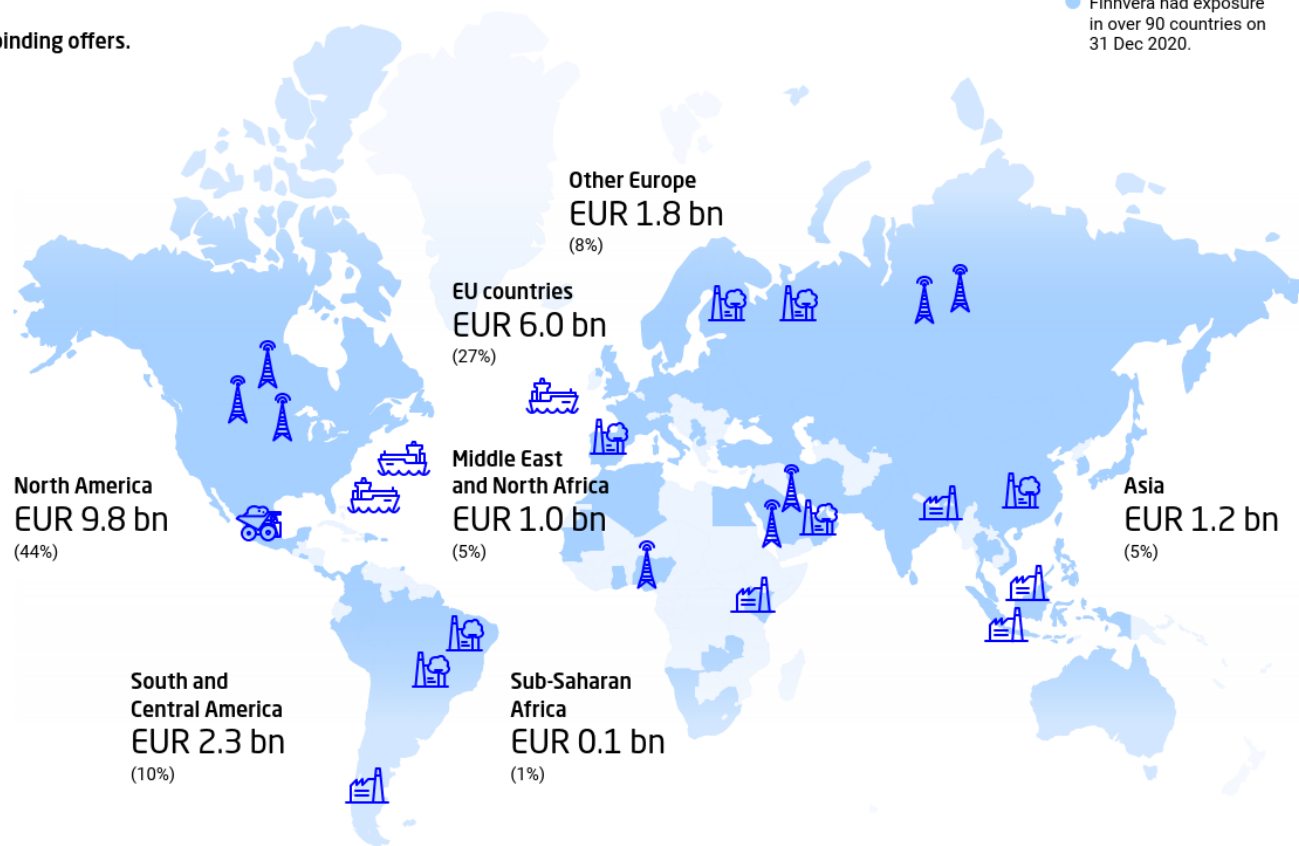 binding offers.
Finnvera had exposure
in over 90 countries on
31 Dec 2020.
Other Europe
EUR 1.8 bn
(8%)
EU countries
EUR 6.0 bn
(27%)
Middle East
and North Africa
EUR 1.0 bn
(5%)
North America
EUR 9.8 bn
(44%)
Asia
EUR 1.2 bn
(5%)
South and
Central America
EUR 2.3 bn
(10%)
Sub-Saharan
Africa
EUR 0.1 bn
(1%)